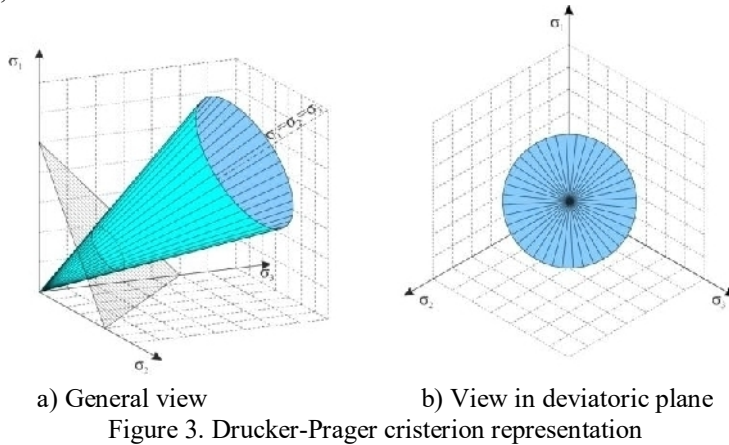 σ₁
σ₁=σ₂=σ₃
σ₃
σ₂
σ₁
σ₂
σ₃
a) General view
b) View in deviatoric plane
Figure 3. Drucker-Prager cristerion representation